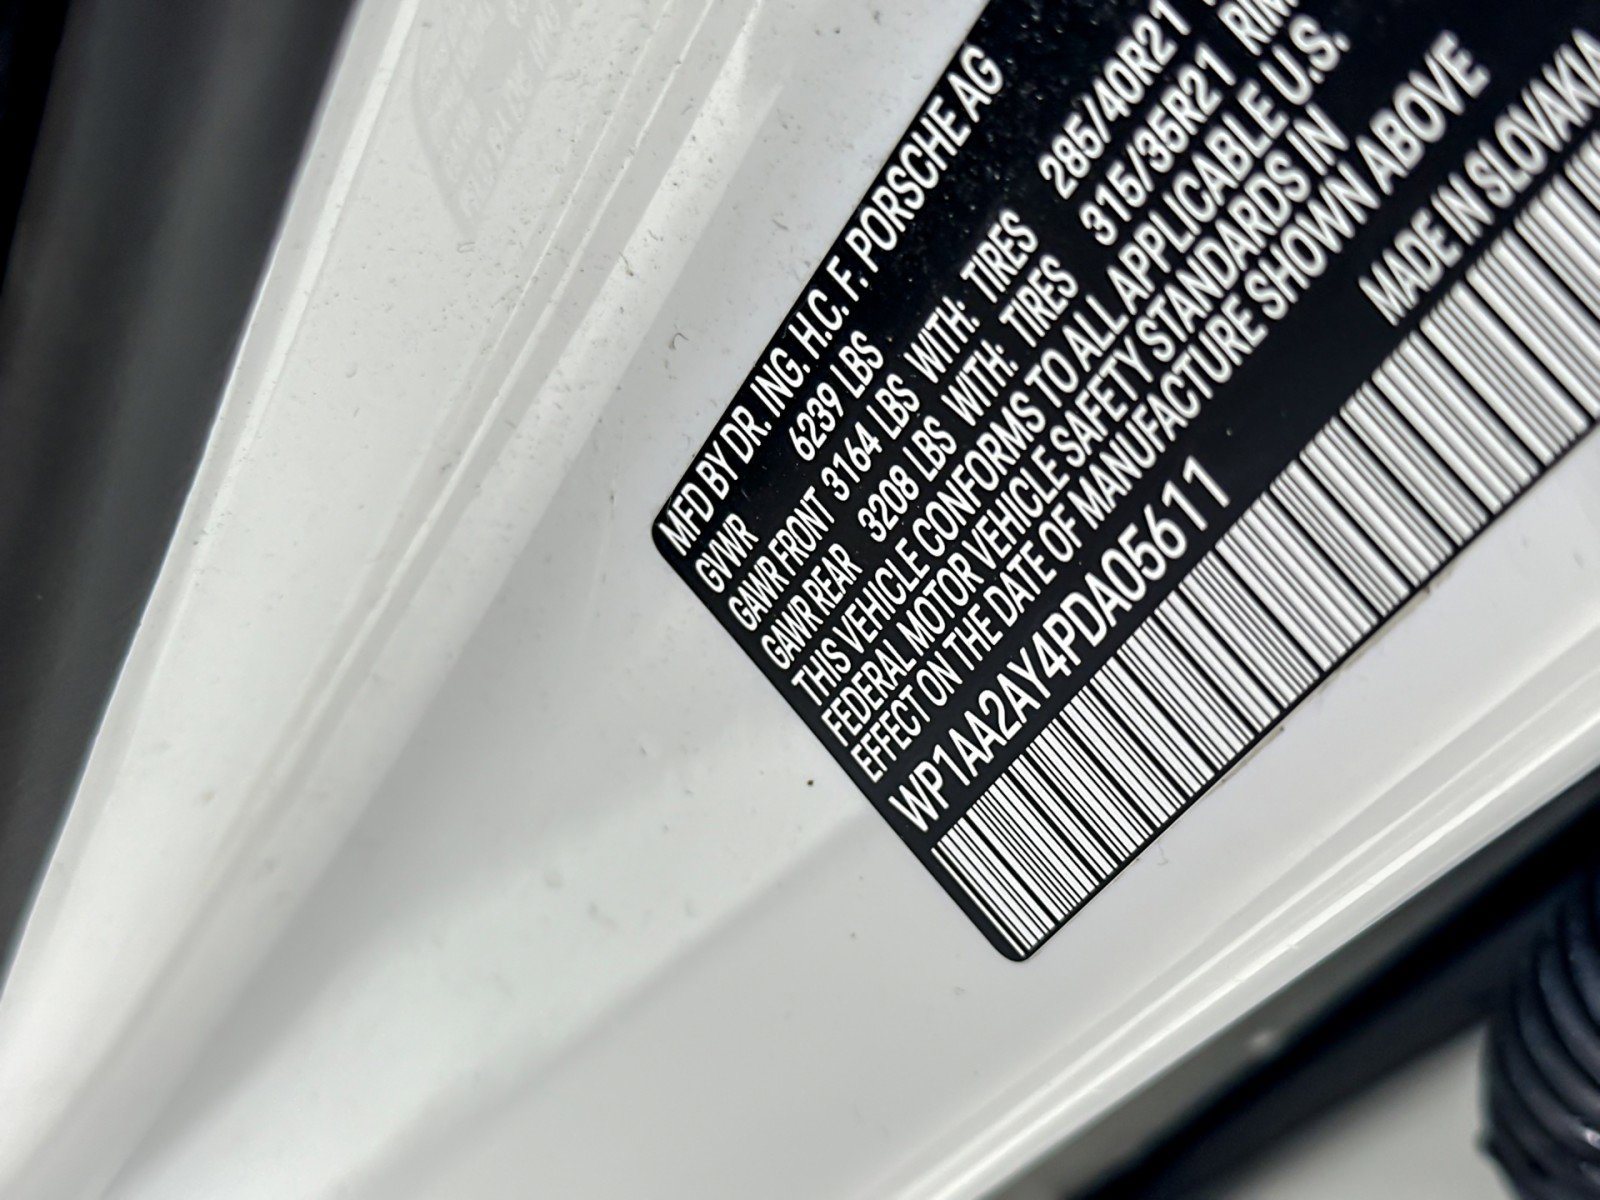 MFD BY DR. ING. H.C. F. PORSCHE AG
GVWR 6239 LBS
GAWR FRONT 3164 LBS WITH: TIRES 285/40R21
GAWR REAR 3208 LBS WITH: TIRES 315/35R21 RIM
THIS VEHICLE CONFORMS TO ALL APPLICABLE U.S.
FEDERAL MOTOR VEHICLE SAFETY STANDARDS IN
EFFECT ON THE DATE OF MANUFACTURE SHOWN ABOVE
WP1AA2AY4PDA05611 MADE IN SLOVAKIA